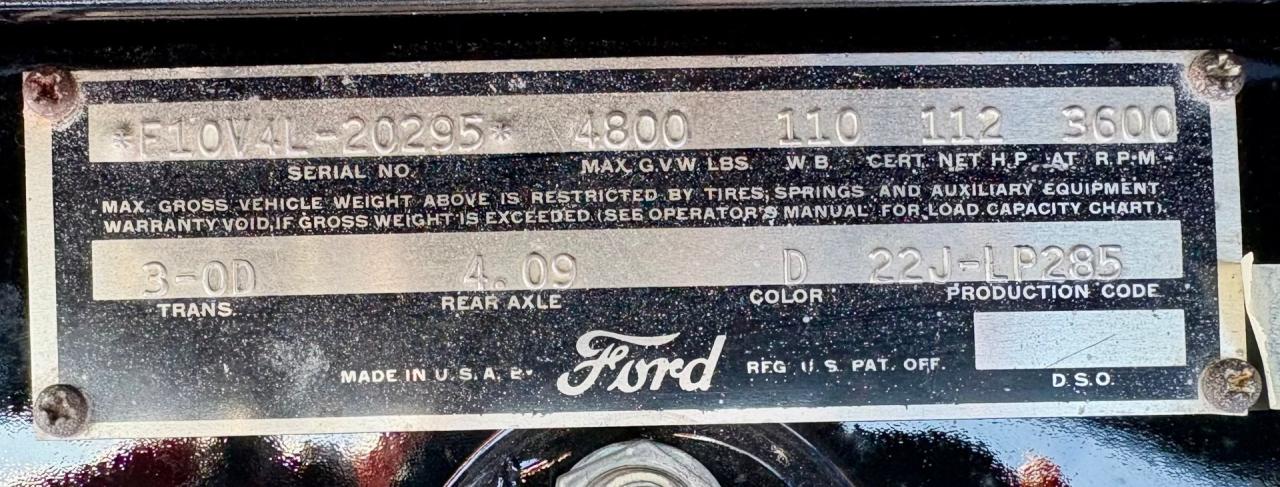 *F10V4L-20295* 4800 110 112 3600
SERIAL NO. MAX. G.V.W. LBS. W.B. CERT. NET H.P. AT R.P.M.
MAX. GROSS VEHICLE WEIGHT ABOVE IS RESTRICTED BY TIRES, SPRINGS AND AUXILIARY EQUIPMENT
WARRANTY VOID, IF GROSS WEIGHT IS EXCEEDED (SEE OPERATOR'S MANUAL FOR LOAD CAPACITY CHART).
3-OD 4.09 D 22J-LP285
TRANS. REAR AXLE COLOR PRODUCTION CODE
MADE IN U.S.A. Ford REG. U.S. PAT. OFF.
D.S.O.